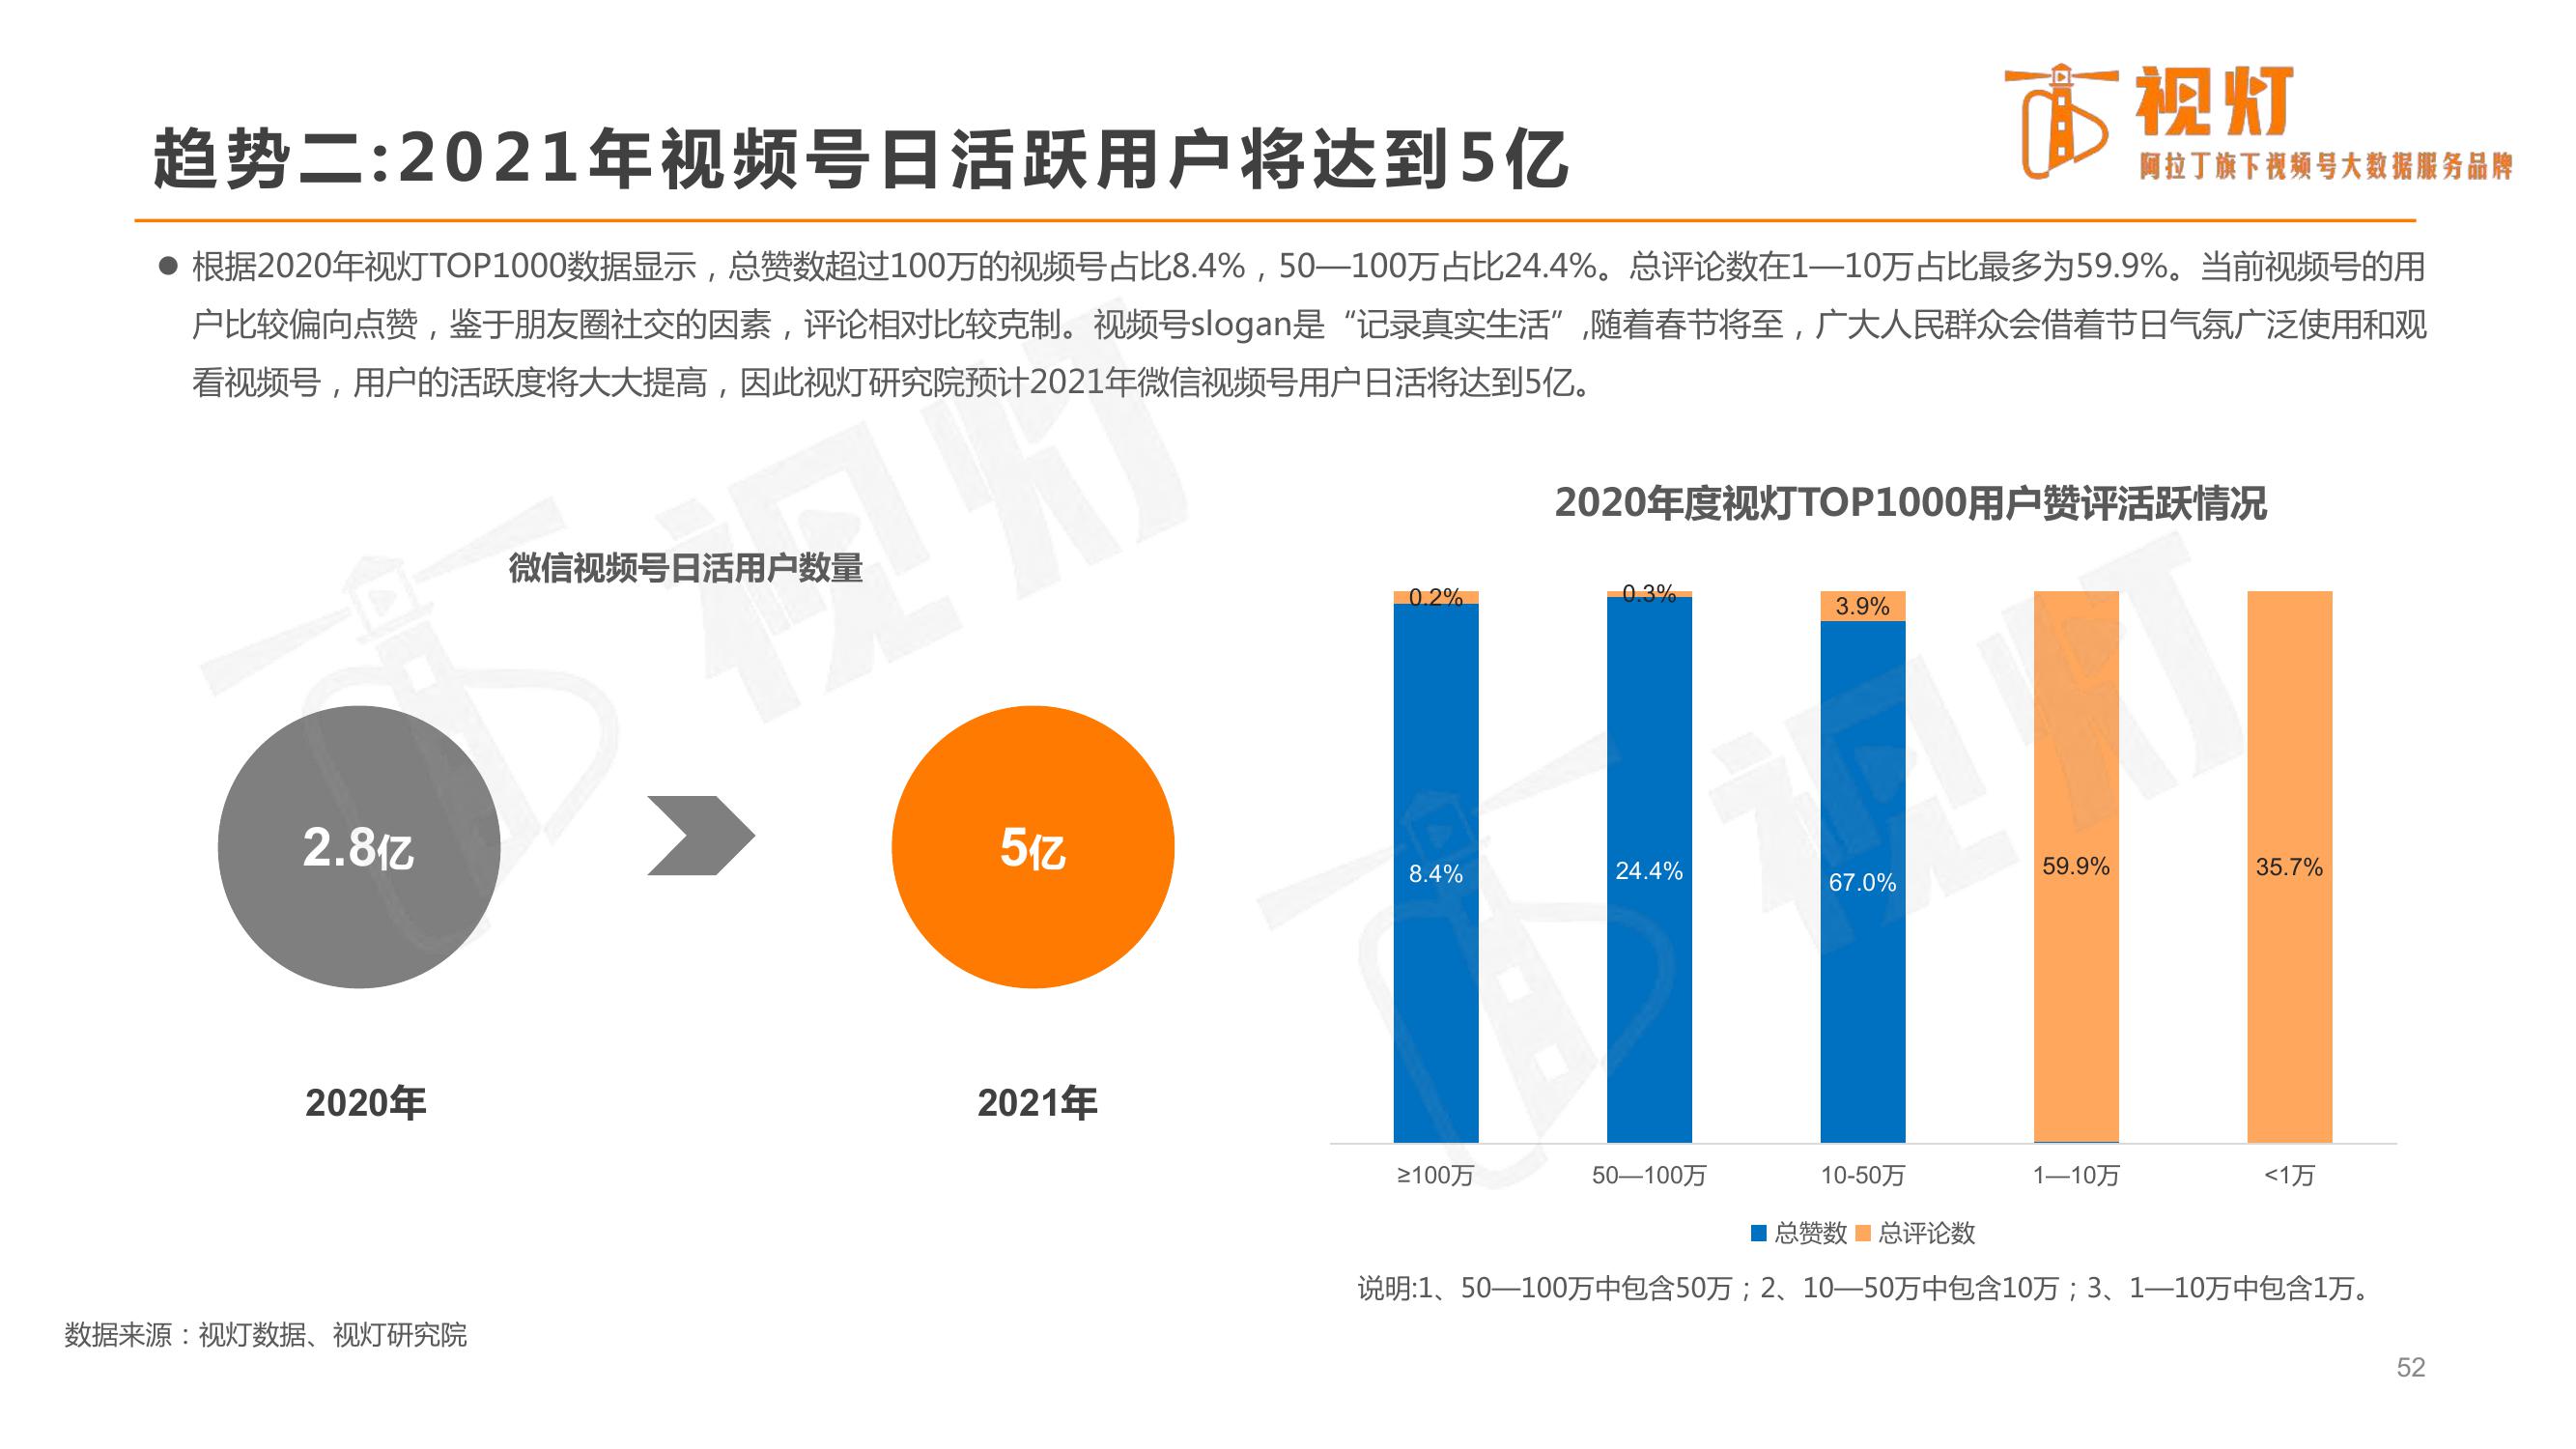 视灯
阿拉丁旗下视频号大数据服务品牌
趋势二:2021年视频号日活跃用户将达到5亿
●根据2020年视灯TOP1000数据显示，总赞数超过100万的视频号占比8.4%，50—100万占比24.4%。总评论数在1—10万占比最多为59.9%。当前视频号的用
户比较偏向点赞，鉴于朋友圈社交的因素，评论相对比较克制。视频号slogan是“记录真实生活”,随着春节将至，广大人民群众会借着节日气氛广泛使用和观
看视频号，用户的活跃度将大大提高，因此视灯研究院预计2021年微信视频号用户日活将达到5亿。
微信视频号日活用户数量
2.8亿
5亿
2020年
2021年
2020年度视灯TOP1000用户赞评活跃情况
0.2%
0.3%
3.9%
8.4%
24.4%
67.0%
59.9%
35.7%
≥100万
50—100万
10-50万
1—10万
<1万
总赞数 总评论数
说明:1、50—100万中包含50万；2、10—50万中包含10万；3、1—10万中包含1万。
数据来源：视灯数据、视灯研究院
52
视灯
视灯